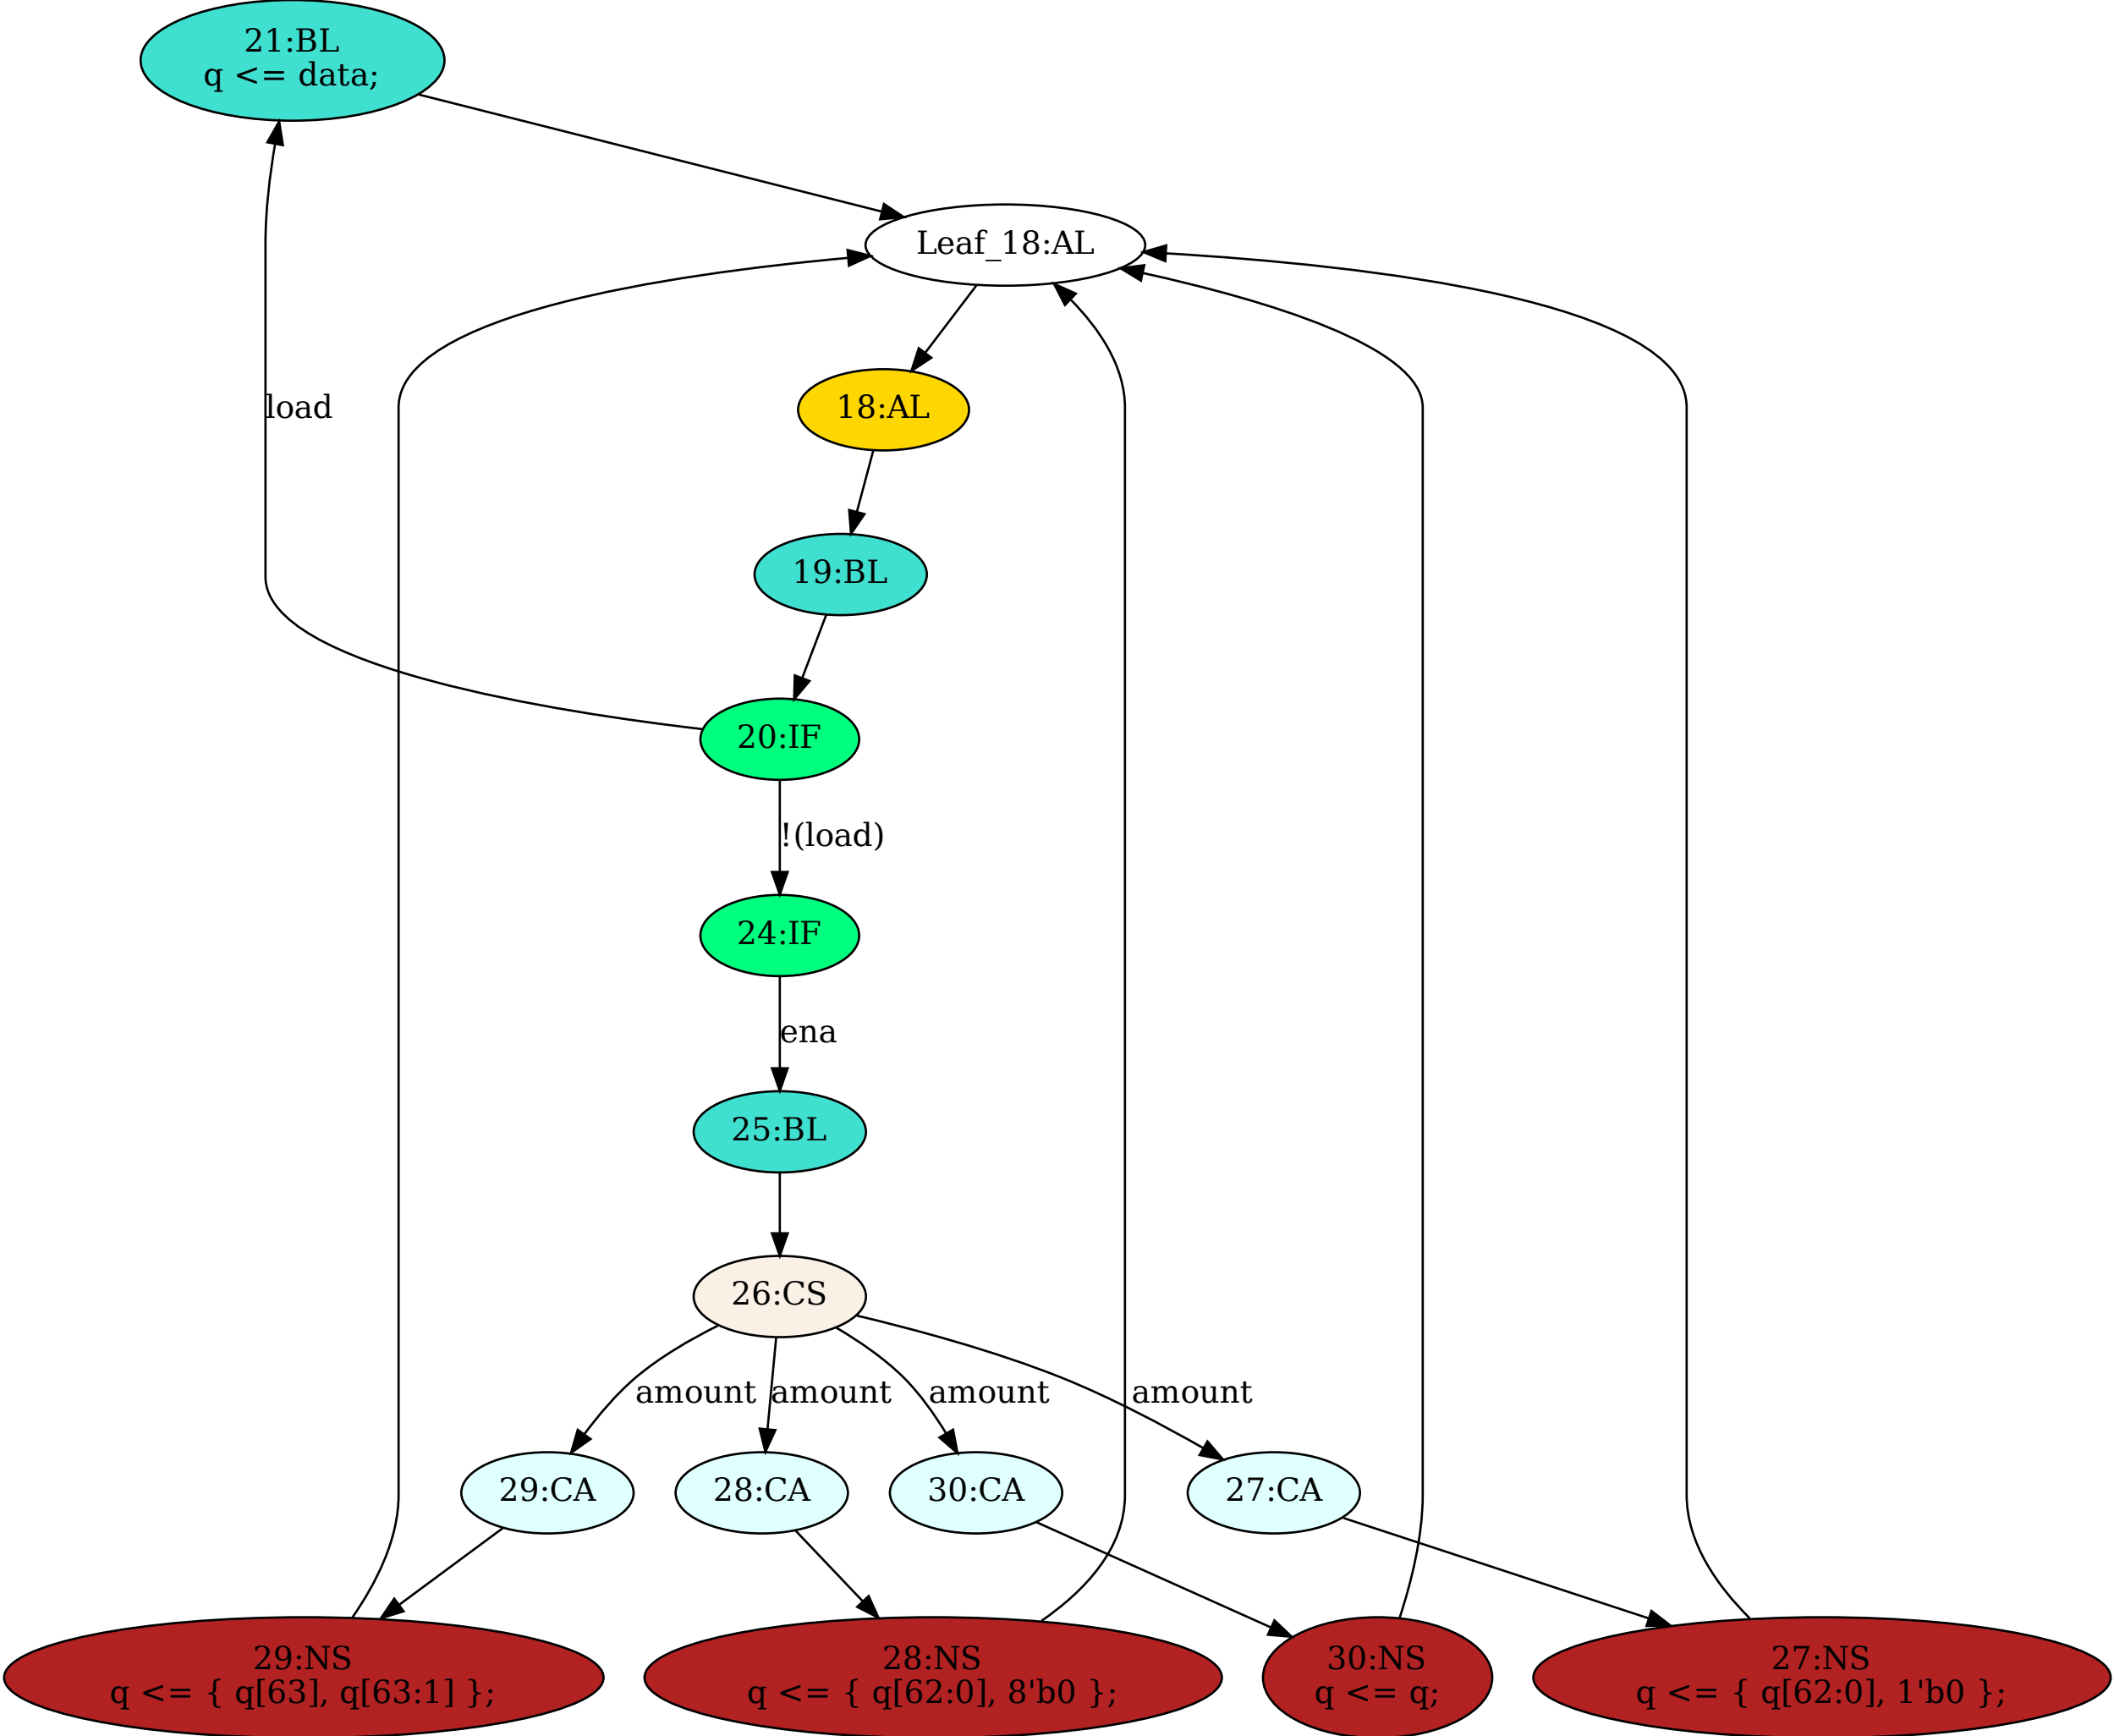 21:BL
q <= data;
Leaf_18:AL
load
18:AL
19:BL
20:IF
!(load)
24:IF
ena
25:BL
26:CS
amount
amount
amount
amount
29:CA
28:CA
30:CA
27:CA
29:NS
q <= { q[63], q[63:1] };
28:NS
q <= { q[62:0], 8'b0 };
30:NS
q <= q;
27:NS
q <= { q[62:0], 1'b0 };